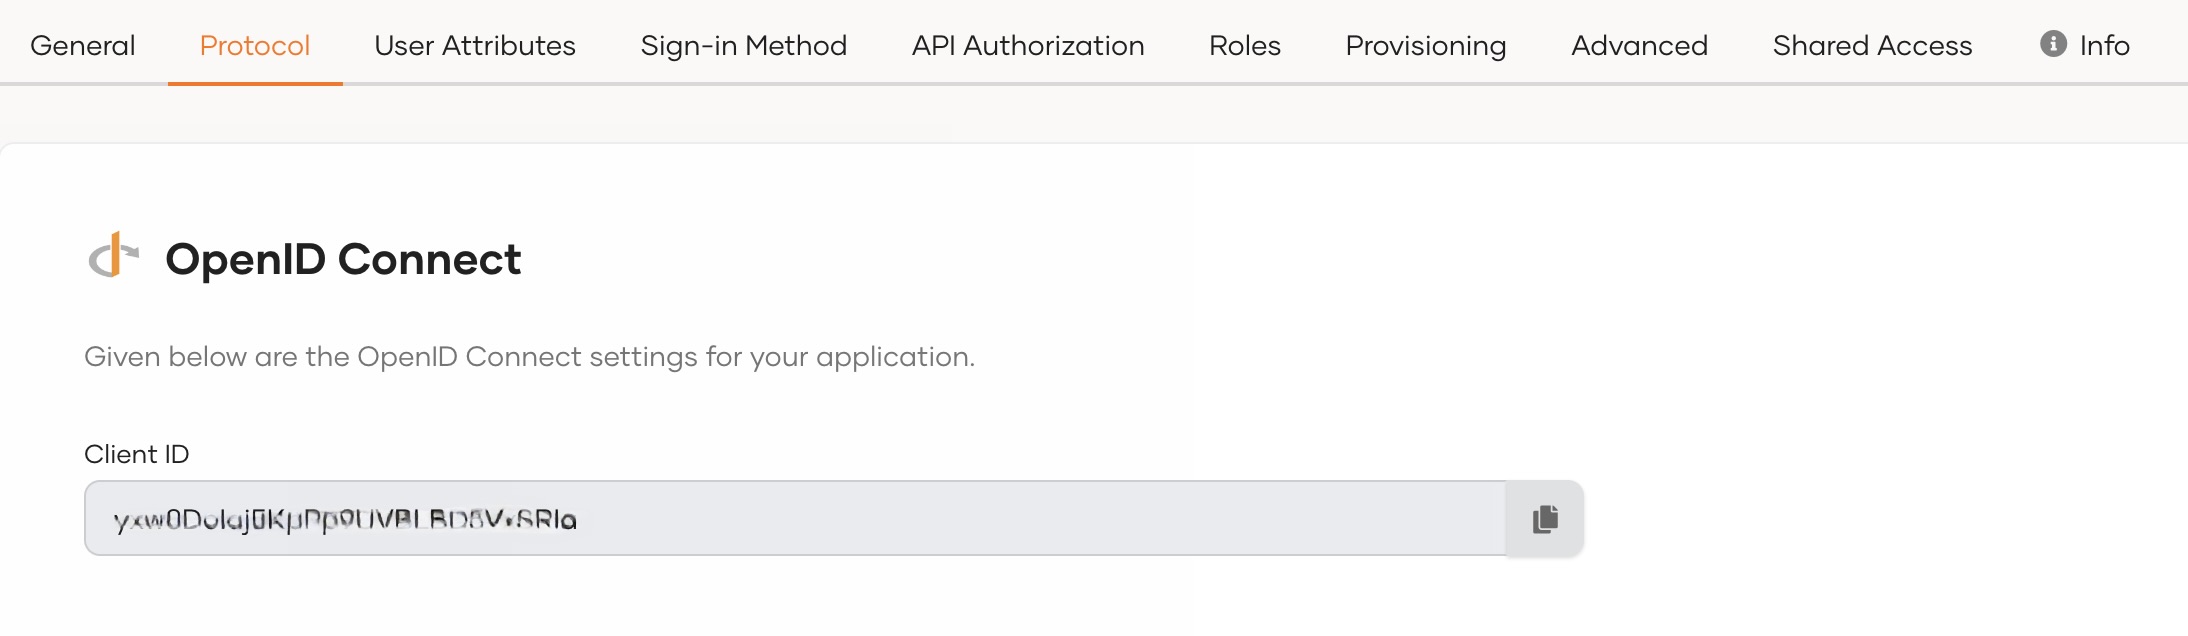 General Protocol User Attributes Sign-in Method API Authorization Roles Provisioning Advanced Shared Access Info
OpenID Connect
Given below are the OpenID Connect settings for your application.
Client ID